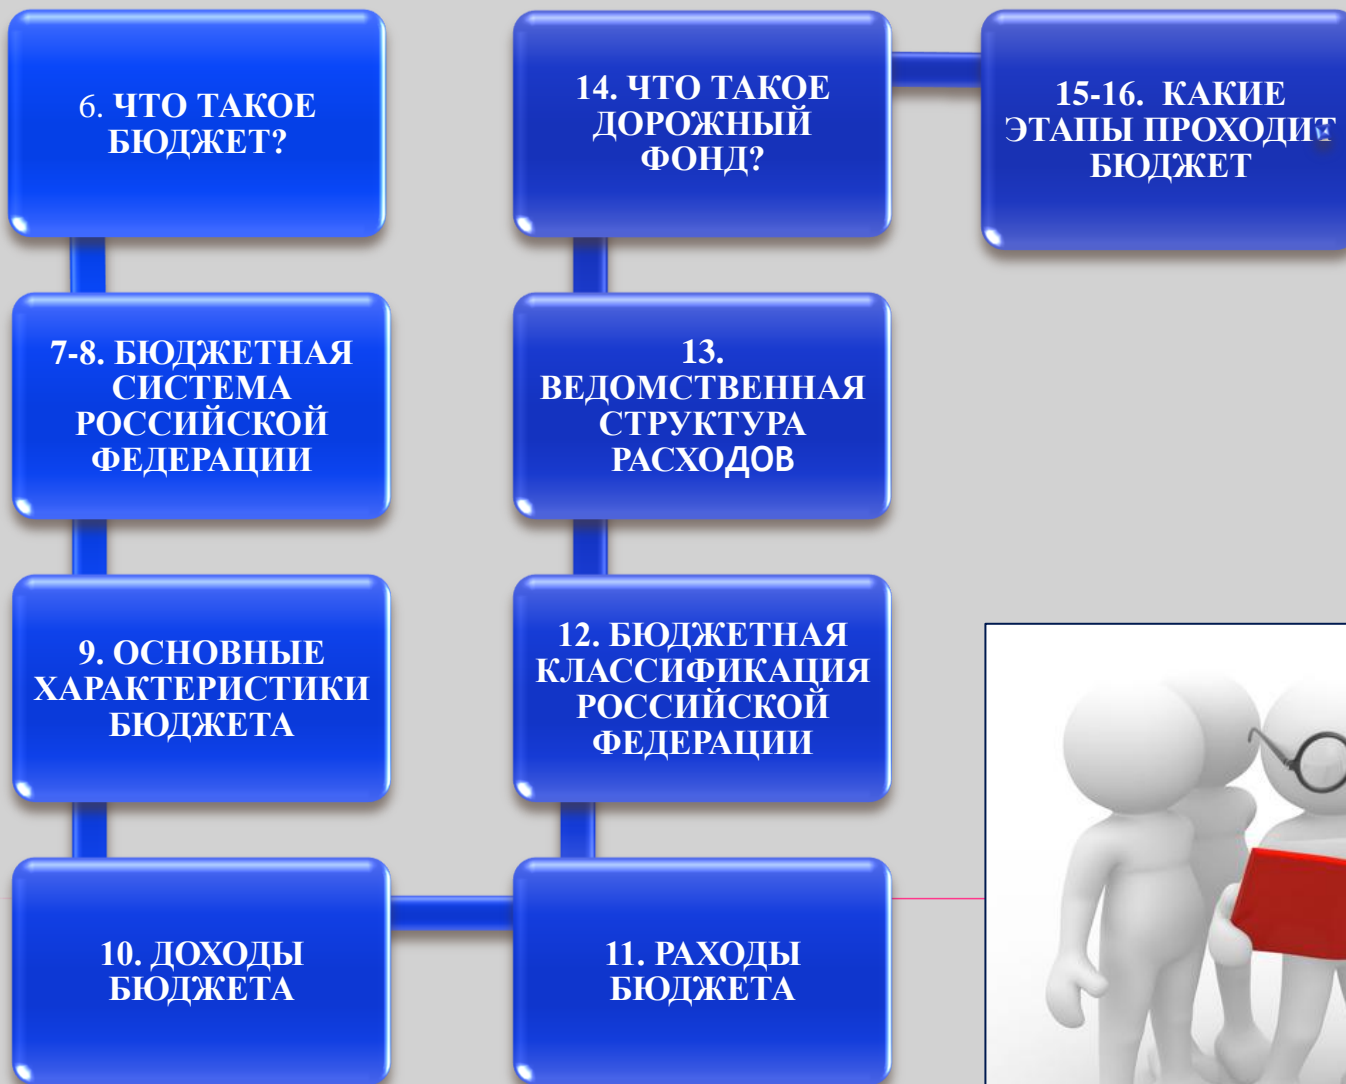 6. ЧТО ТАКОЕ
БЮДЖЕТ?
7-8. БЮДЖЕТНАЯ
СИСТЕМА
РОССИЙСКОЙ
ФЕДЕРАЦИИ
9. ОСНОВНЫЕ
ХАРАКТЕРИСТИКИ
БЮДЖЕТА
10. ДОХОДЫ
БЮДЖЕТА
11. РАХОДЫ
БЮДЖЕТА
12. БЮДЖЕТНАЯ
КЛАССИФИКАЦИЯ
РОССИЙСКОЙ
ФЕДЕРАЦИИ
13.
ВЕДОМСТВЕННАЯ
СТРУКТУРА
РАСХОДОВ
14. ЧТО ТАКОЕ
ДОРОЖНЫЙ
ФОНД?
15-16. КАКИЕ
ЭТАПЫ ПРОХОДИТ
БЮДЖЕТ